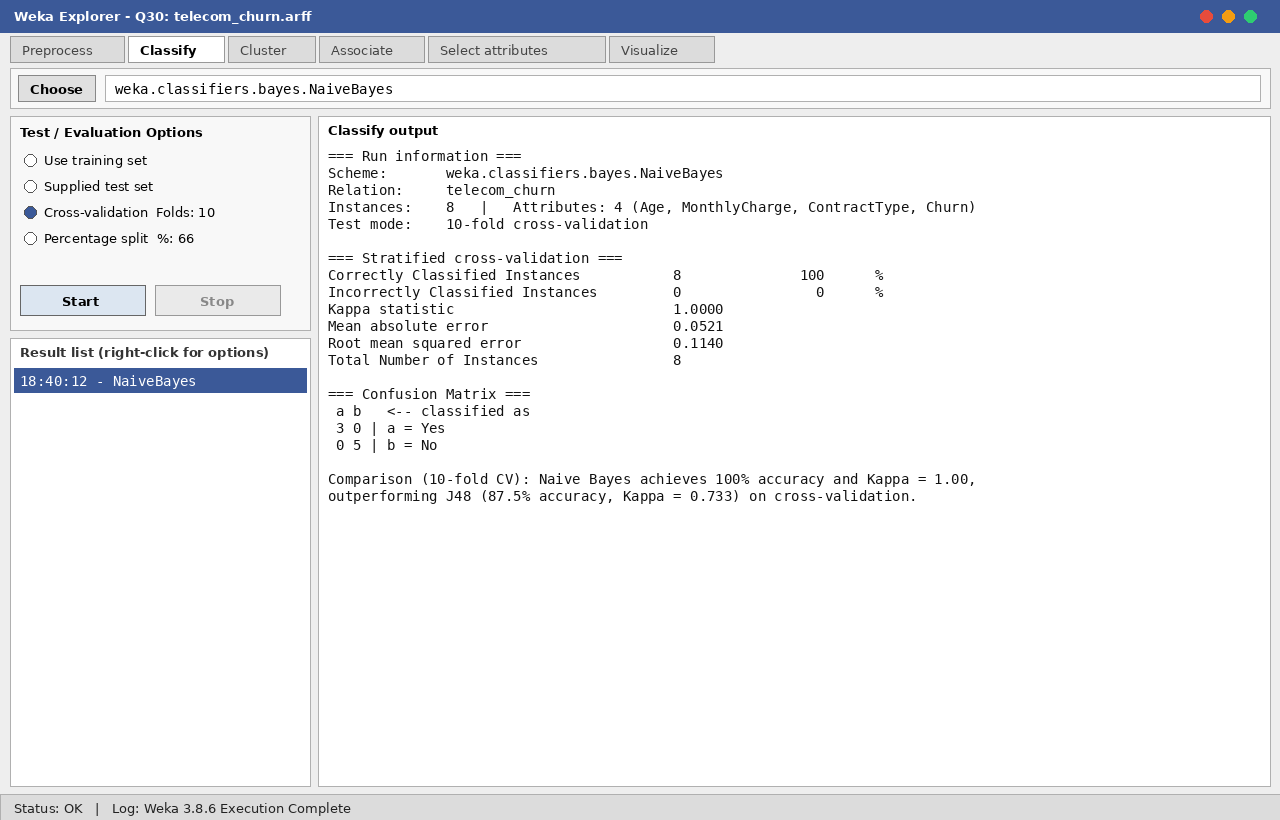 Weka Explorer - Q30: telecom_churn.arff
Preprocess Classify Cluster Associate Select attributes Visualize
Choose weka.classifiers.bayes.NaiveBayes
Test / Evaluation Options
Use training set
Supplied test set
Cross-validation Folds: 10
Percentage split %: 66
Start Stop
Result list (right-click for options)
18:40:12 - NaiveBayes
Classify output
=== Run information ===
Scheme: weka.classifiers.bayes.NaiveBayes
Relation: telecom_churn
Instances: 8 | Attributes: 4 (Age, MonthlyCharge, ContractType, Churn)
Test mode: 10-fold cross-validation
=== Stratified cross-validation ===
Correctly Classified Instances 8 100 %
Incorrectly Classified Instances 0 0 %
Kappa statistic 1.0000
Mean absolute error 0.0521
Root mean squared error 0.1140
Total Number of Instances 8
=== Confusion Matrix ===
a b <-- classified as
3 0 | a = Yes
0 5 | b = No
Comparison (10-fold CV): Naive Bayes achieves 100% accuracy and Kappa = 1.00,
outperforming J48 (87.5% accuracy, Kappa = 0.733) on cross-validation.
Status: OK | Log: Weka 3.8.6 Execution Complete